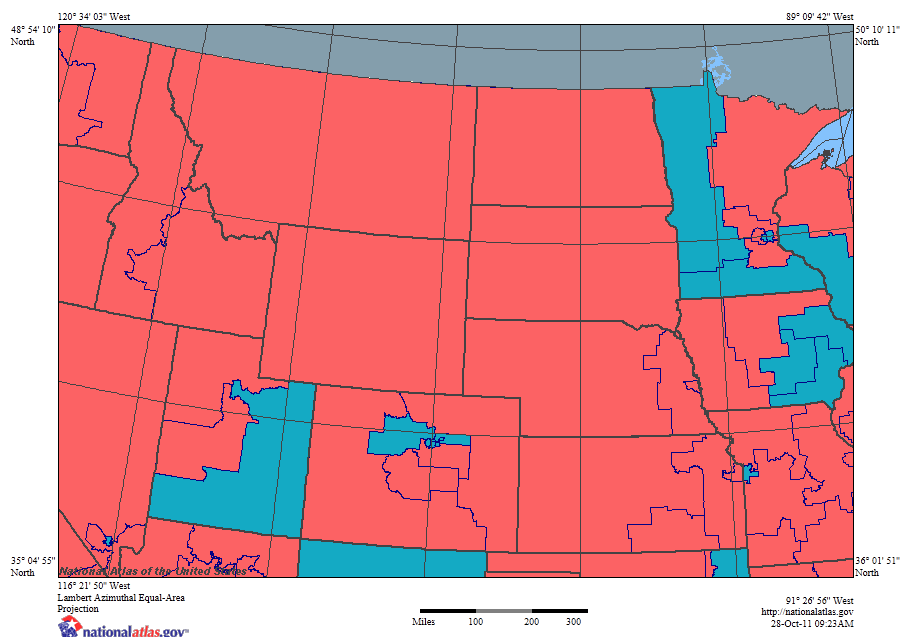 120° 34' 03" West
89° 09' 42" West
48° 54' 10"
North
50° 10' 11"
North
35° 04' 55"
North
36° 01' 51"
North
National Atlas of the United States
116° 21' 50" West
Lambert Azimuthal Equal-Area
Projection
91° 26' 56" West
http://nationalatlas.gov
28-Oct-11 09:23AM
Miles 100 200 300
nationalatlas.gov™